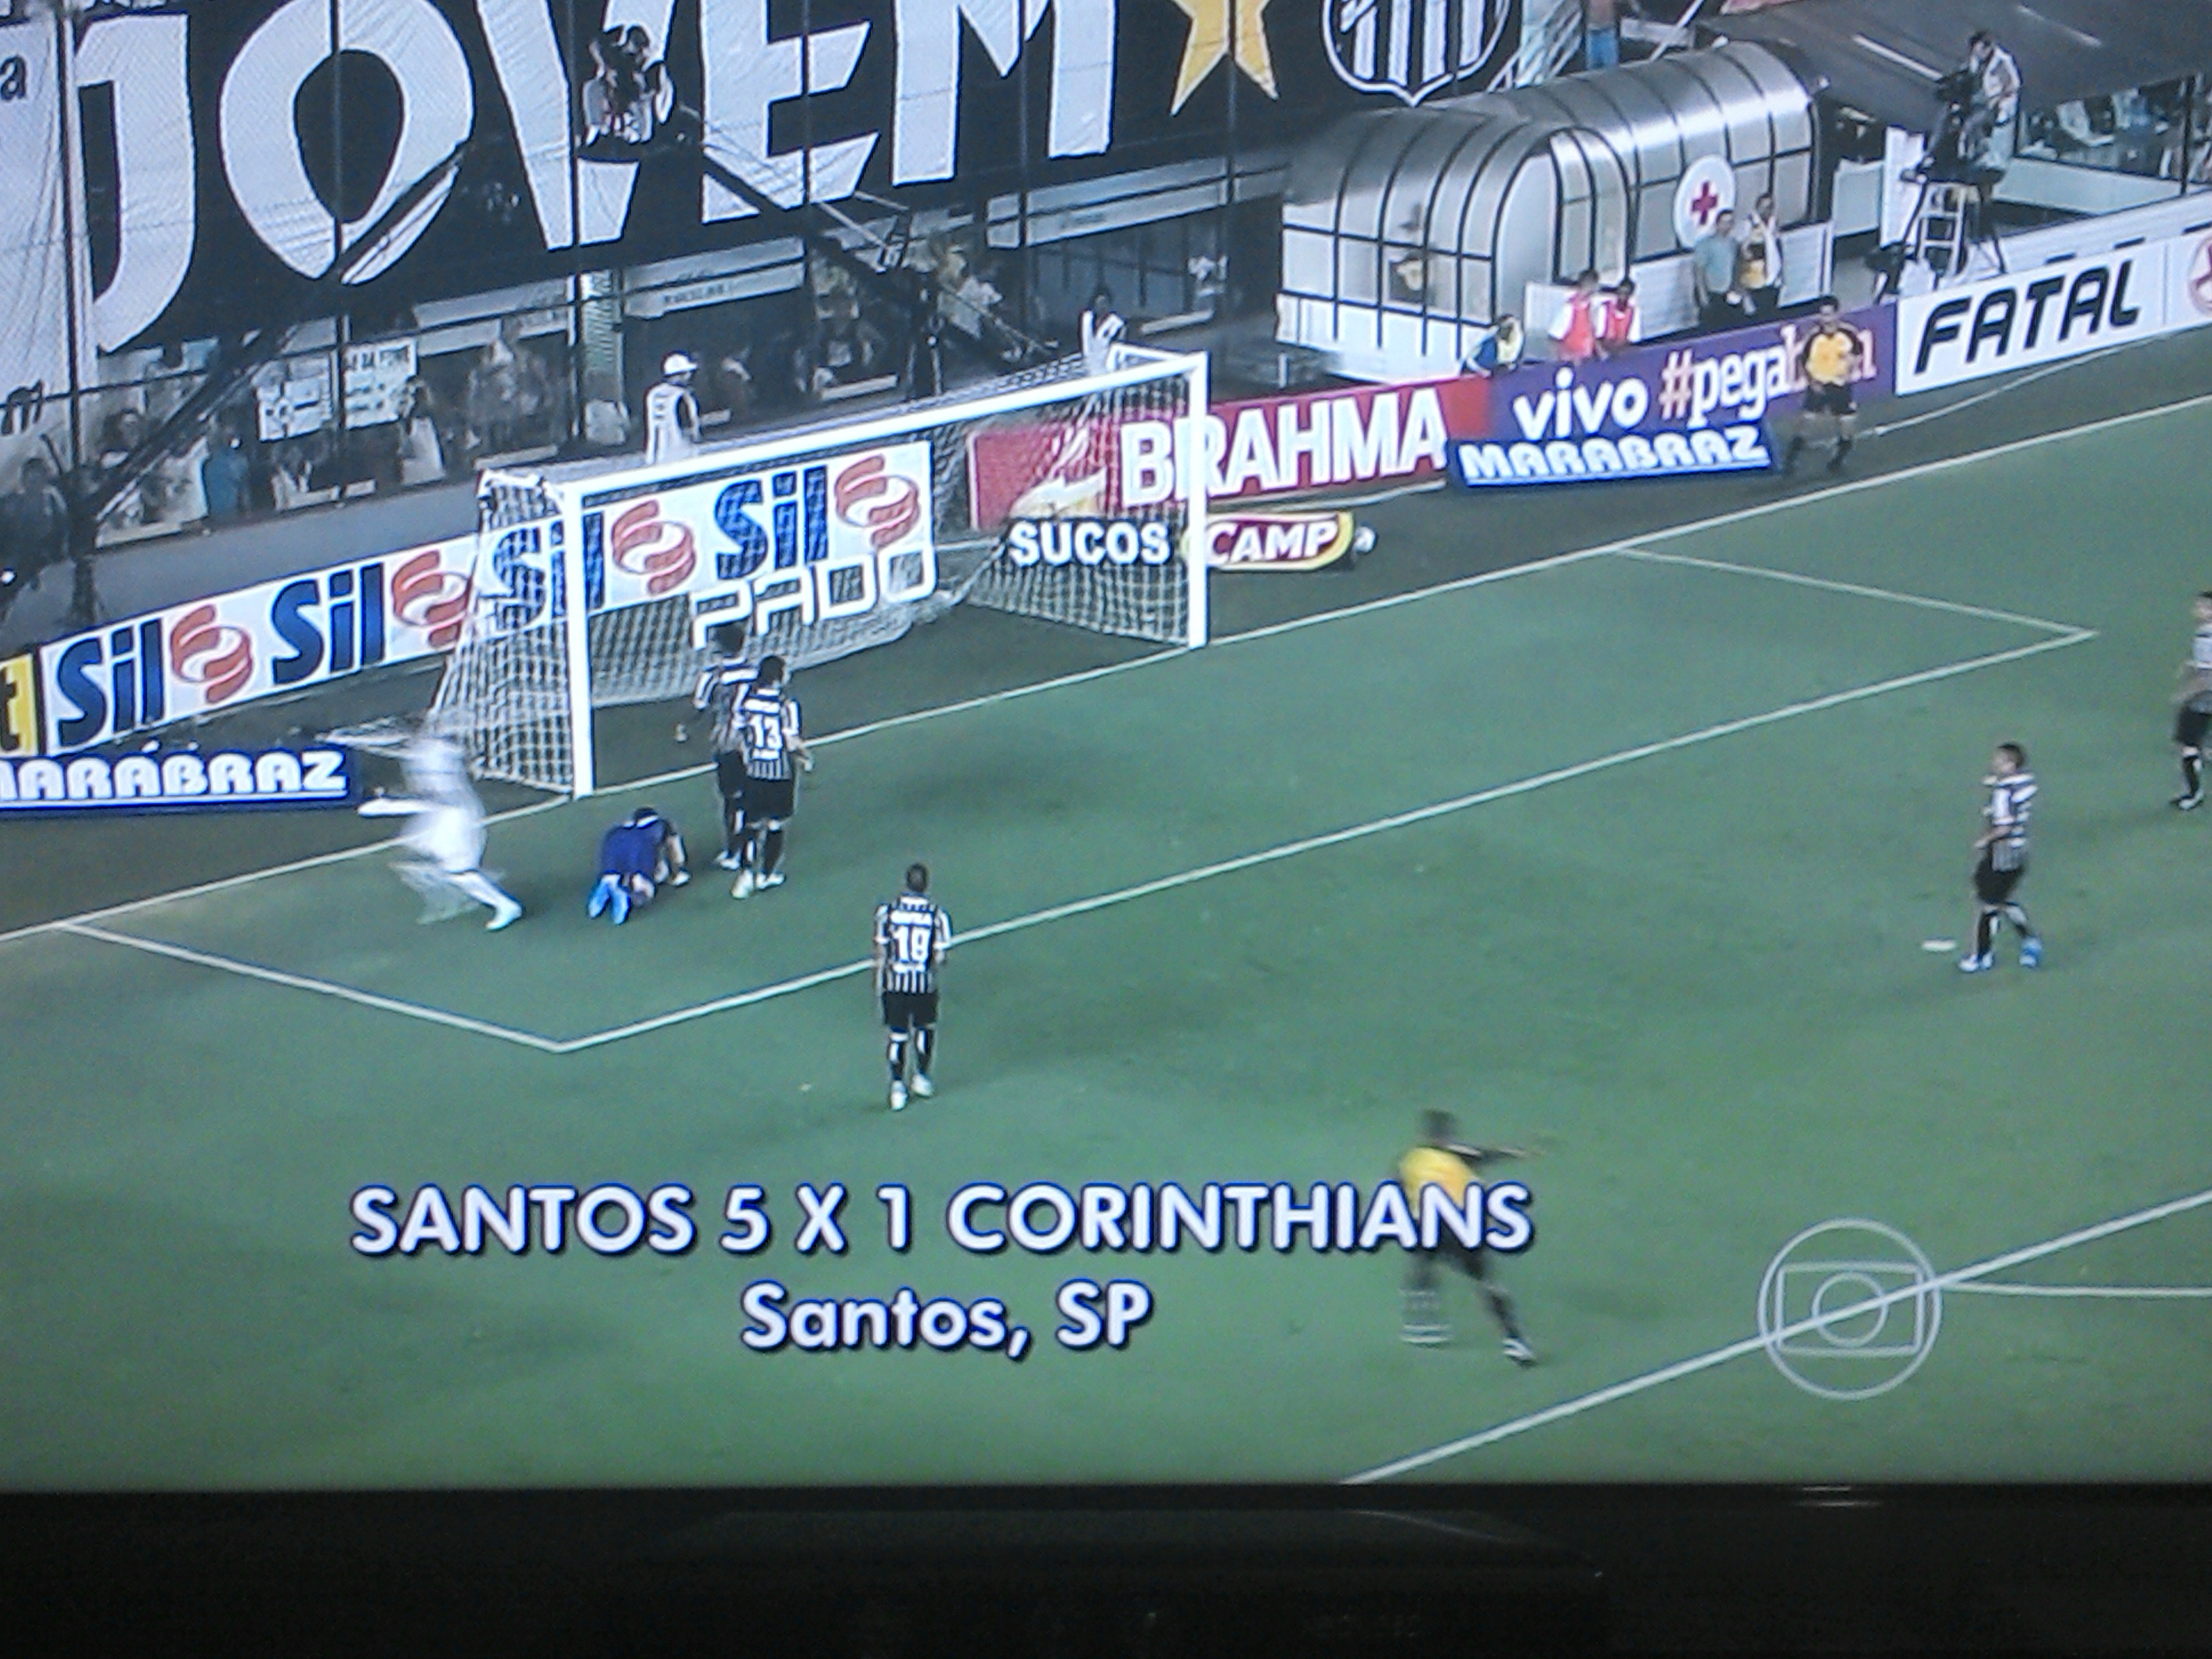 a
JOVEM
BRAHMA
vivo #pega
FATAL
MARABRAZ
SUCOS CAMP
Sil Sil Sil Sil
PADO
t
MARABRAZ
13
19
SANTOS 5 X 1 CORINTHIANS
Santos, SP